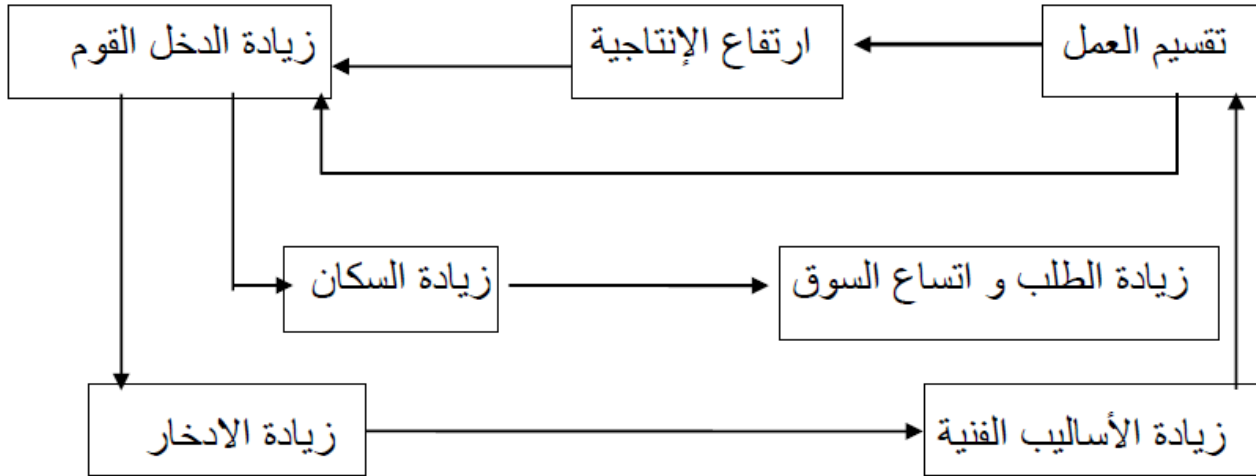 تقسيم العمل
ارتفاع الإنتاجية
زيادة الدخل القوم
زيادة الطلب و اتساع السوق
زيادة السكان
زيادة الأساليب الفنية
زيادة الادخار